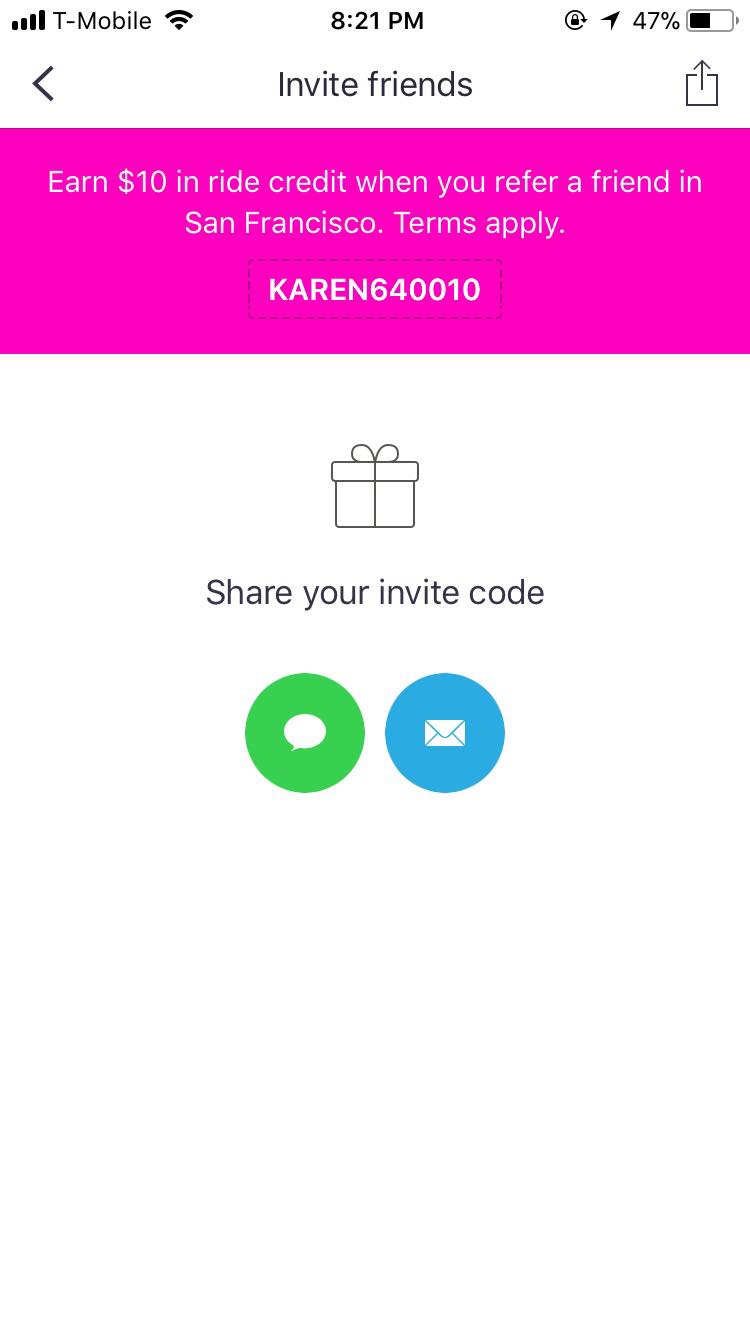 T-Mobile 8:21 PM 47%
Invite friends
Earn $10 in ride credit when you refer a friend in
San Francisco. Terms apply.
KAREN640010
Share your invite code